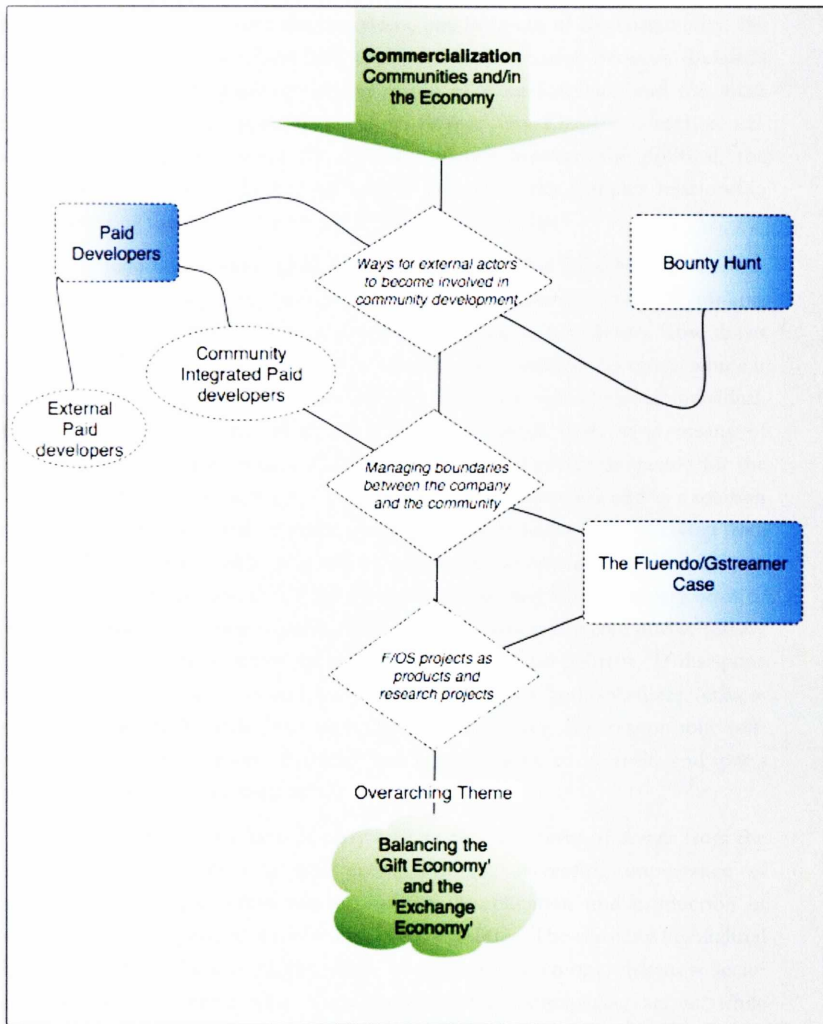 Commercialization
Communities and/in
the Economy
Paid
Developers
Ways for external actors
to become involved in
community development
Bounty Hunt
Community
Integrated Paid
developers
External
Paid
developers
Managing boundaries
between the company
and the community
The Fluendo/Gstreamer
Case
F/OS projects as
products and
research projects
Overarching Theme
Balancing the
'Gift Economy'
and the
'Exchange
Economy'